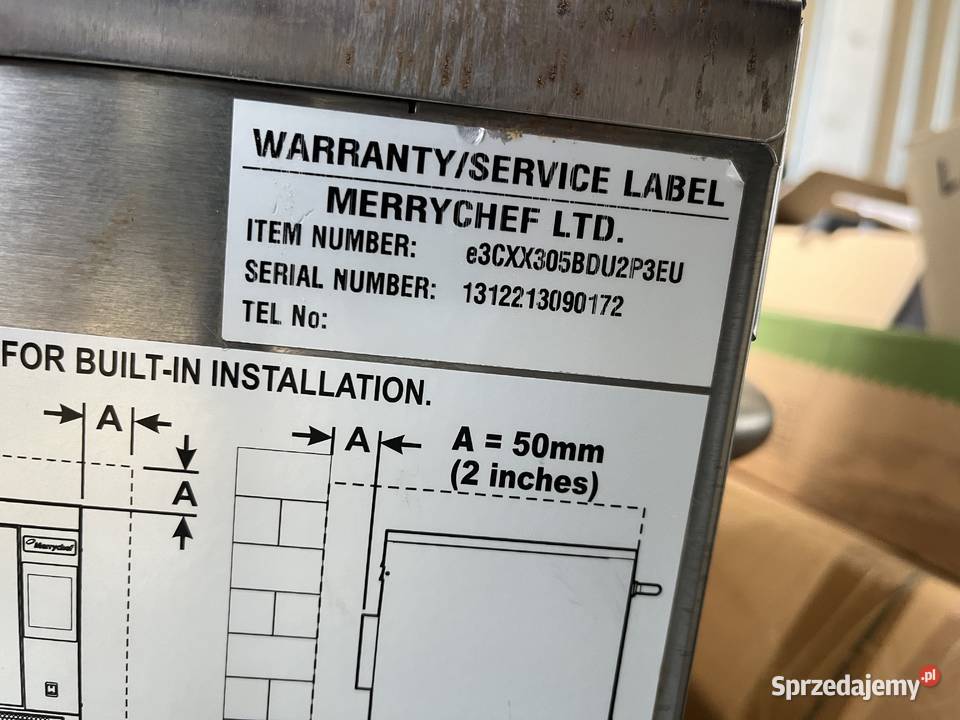 WARRANTY/SERVICE LABEL
MERRYCHEF LTD.
ITEM NUMBER: e3CXX305BDU2P3EU
SERIAL NUMBER: 1312213090172
TEL No:
FOR BUILT-IN INSTALLATION.
A
A
A
A = 50mm
(2 inches)
Merrychef
L
Sprzedajemy.pl